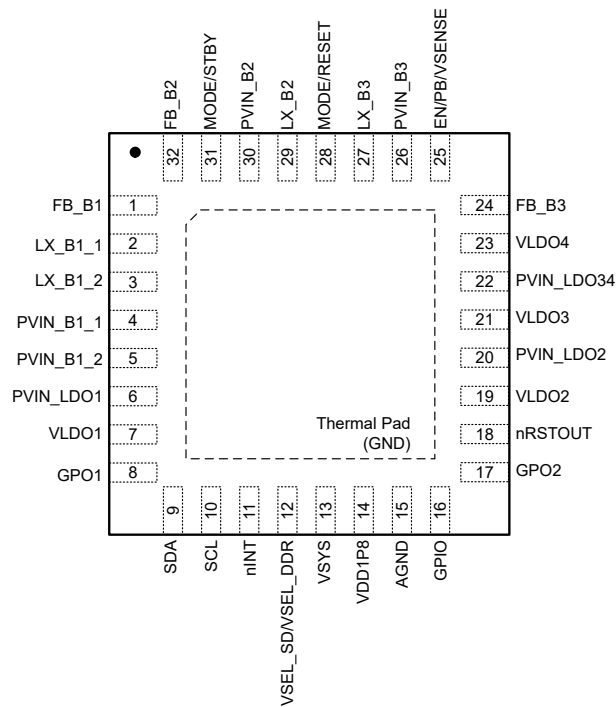 FB_B2
MODE/STBY
PVIN_B2
LX_B2
MODE/RESET
LX_B3
PVIN_B3
EN/PB/VSENSE
32
31
30
29
28
27
26
25
FB_B1 1
LX_B1_1 2
LX_B1_2 3
PVIN_B1_1 4
PVIN_B1_2 5
PVIN_LDO1 6
VLDO1 7
GPO1 8
24 FB_B3
23 VLDO4
22 PVIN_LDO34
21 VLDO3
20 PVIN_LDO2
19 VLDO2
18 nRSTOUT
17 GPO2
Thermal Pad
(GND)
9
10
11
12
13
14
15
16
SDA
SCL
nINT
VSEL_SD/VSEL_DDR
VSYS
VDD1P8
AGND
GPIO